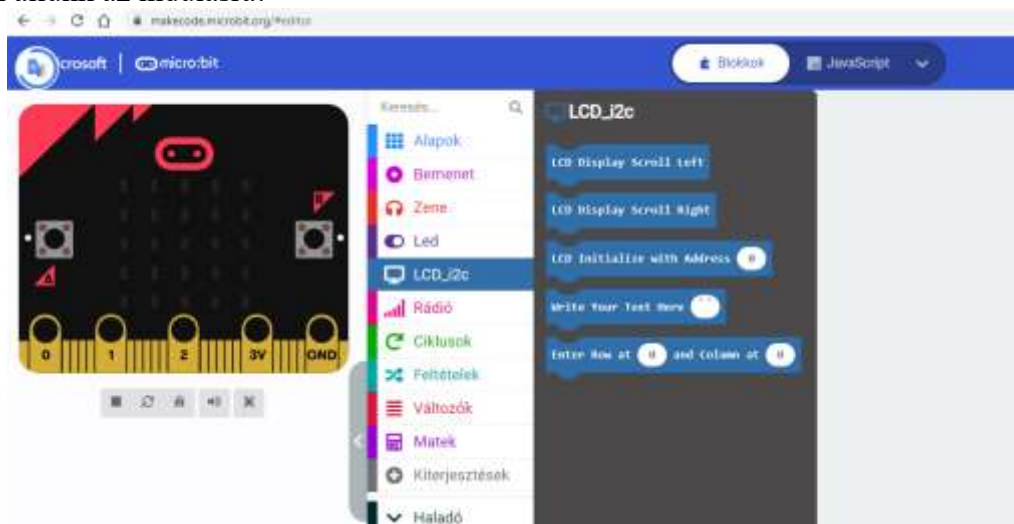 makecode.microbit.org/#editor
crosoft | micro:bit
Blokkok
JavaScript
Keresés...
Alapok
Bemenet
Zene
Led
LCD_i2c
Rádió
Ciklusok
Feltételek
Változók
Matek
Kiterjesztések
Haladó
LCD_i2c
LCD Display Scroll Left
LCD Display Scroll Right
LCD Initialize with Address 0
Write Your Text Here " "
Enter Row at 0 and Column at 0
B
A
0 1 2 3V GND